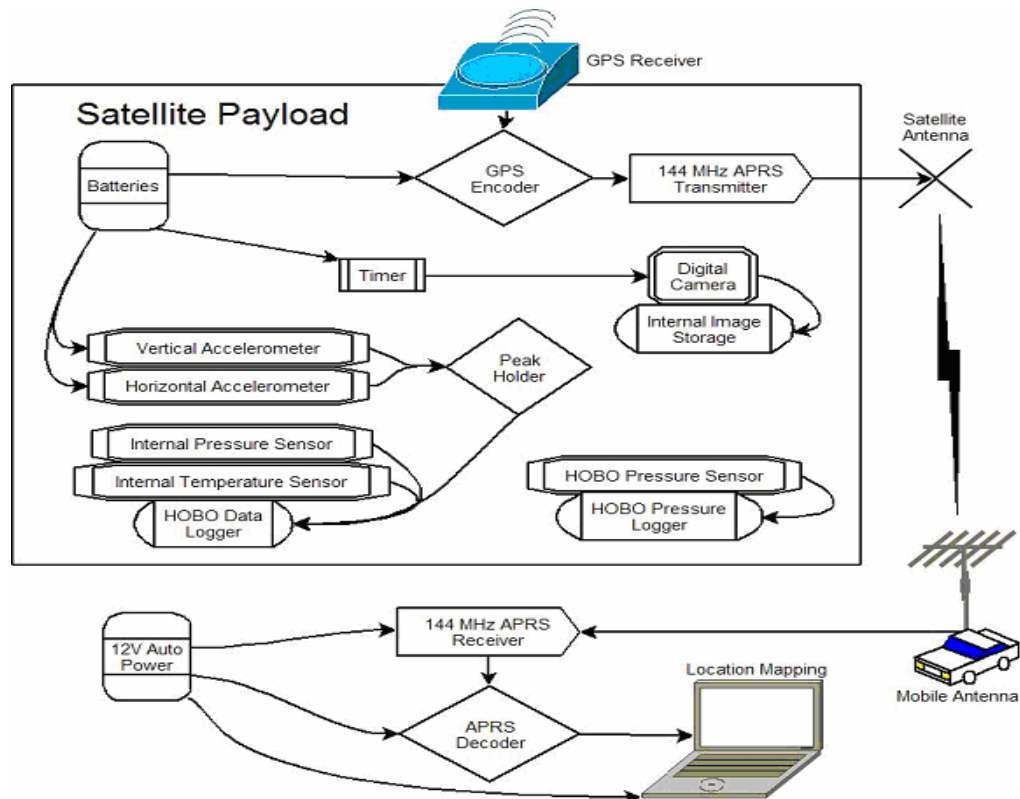 GPS Receiver
Satellite Payload
Satellite
Antenna
Batteries
GPS
Encoder
144 MHz APRS
Transmitter
Timer
Digital
Camera
Internal Image
Storage
Vertical Accelerometer
Horizontal Accelerometer
Peak
Holder
Internal Pressure Sensor
Internal Temperature Sensor
HOBO Data
Logger
HOBO Pressure Sensor
HOBO Pressure
Logger
12V Auto
Power
144 MHz APRS
Receiver
Location Mapping
Mobile Antenna
APRS
Decoder